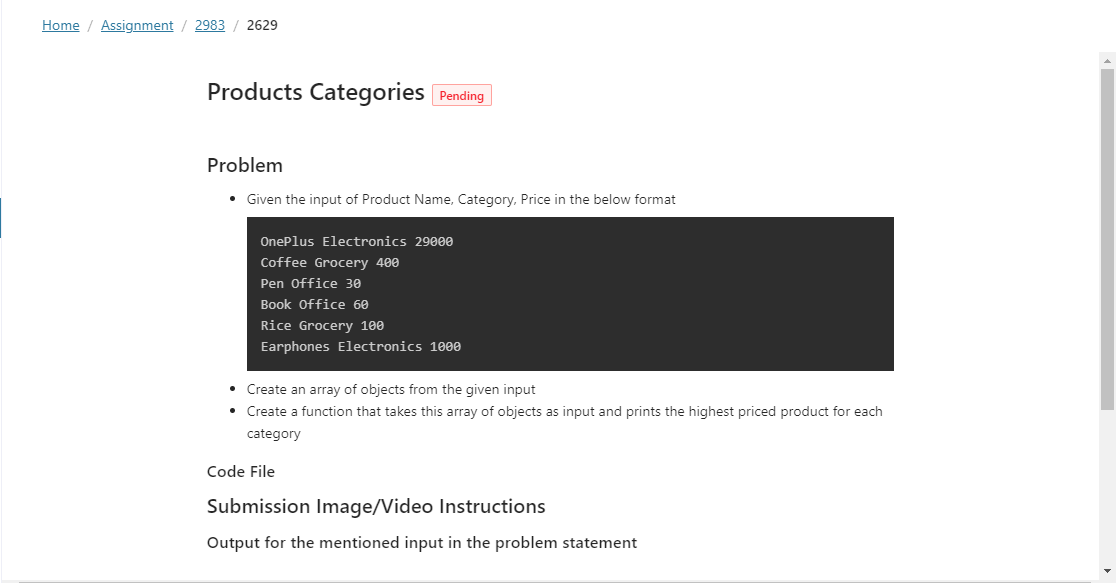 Home / Assignment / 2983 / 2629
Products Categories Pending
Problem
Given the input of Product Name, Category, Price in the below format
OnePlus Electronics 29000
Coffee Grocery 400
Pen Office 30
Book Office 60
Rice Grocery 100
Earphones Electronics 1000
Create an array of objects from the given input
Create a function that takes this array of objects as input and prints the highest priced product for each
category
Code File
Submission Image/Video Instructions
Output for the mentioned input in the problem statement